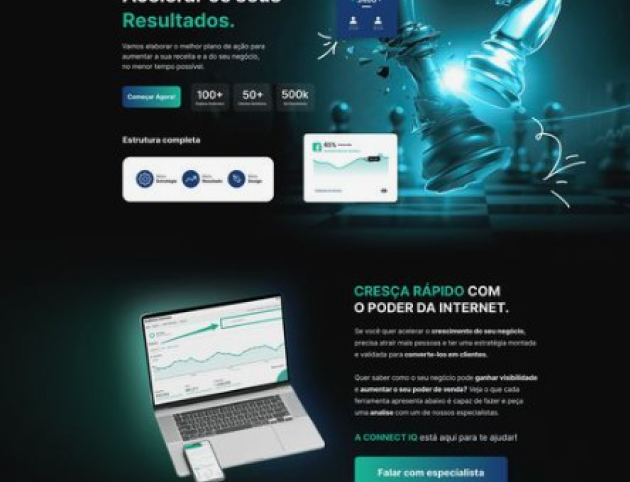 Acelerar os seus
Resultados.
Vamos elaborar o melhor plano de ação para
aumentar a sua receita e a do seu negócio,
no menor tempo possível.
Começar Agora!
100+
50+
500k
Estrutura completa
Estratégia
Resultado
Design
CRESÇA RÁPIDO COM
O PODER DA INTERNET.
Se você quer acelerar o crescimento do seu negócio,
precisa atrair mais pessoas e ter uma estratégia montada
e validada para converte-los em clientes.
Quer saber como o seu negócio pode ganhar visibilidade
e aumentar o seu poder de venda? Veja o que cada
ferramenta apresenta abaixo é capaz de fazer e peça
uma analise com um de nossos especialistas.
A CONNECT IQ está aqui para te ajudar!
Falar com especialista